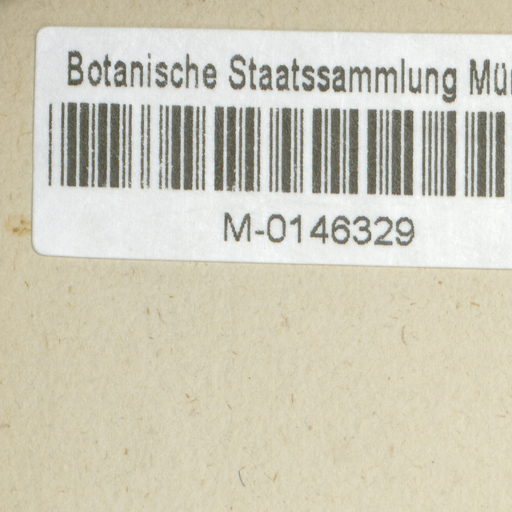 Botanische Staatssammlung Mü
M-0146329